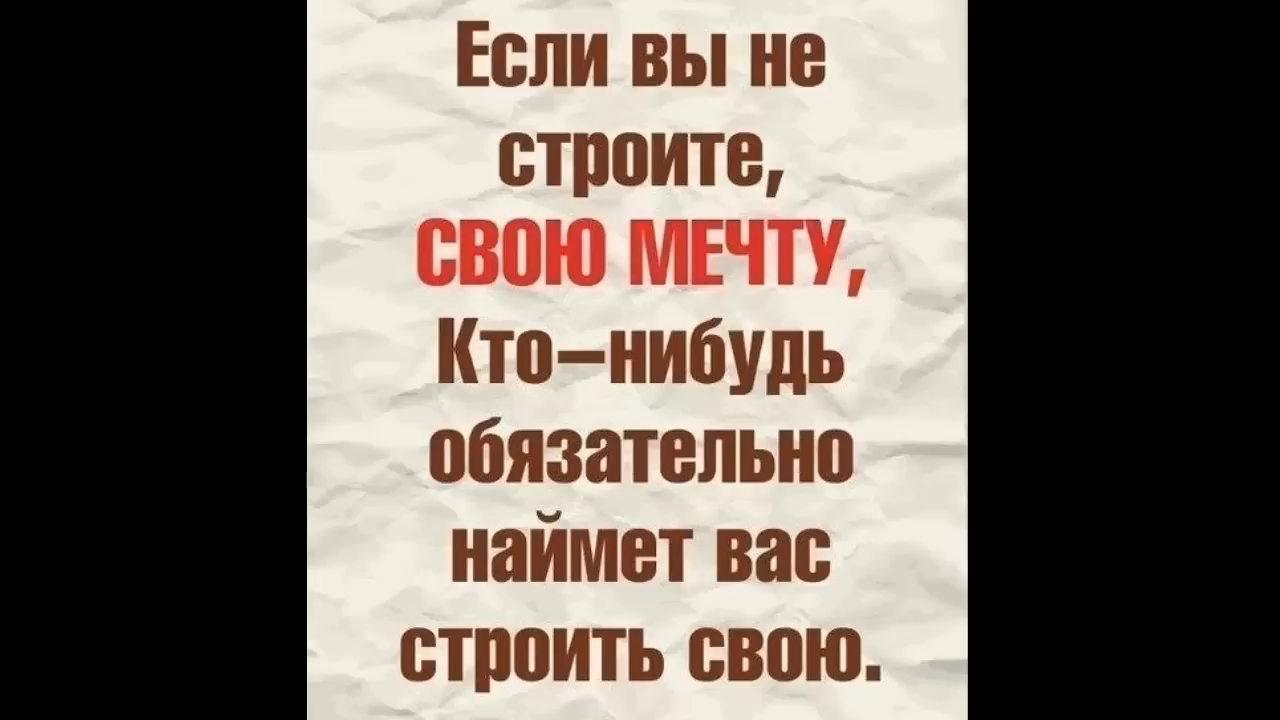 Если вы не
строите,
СВОЮ МЕЧТУ,
Кто–нибудь
обязательно
наймет вас
строить свою.